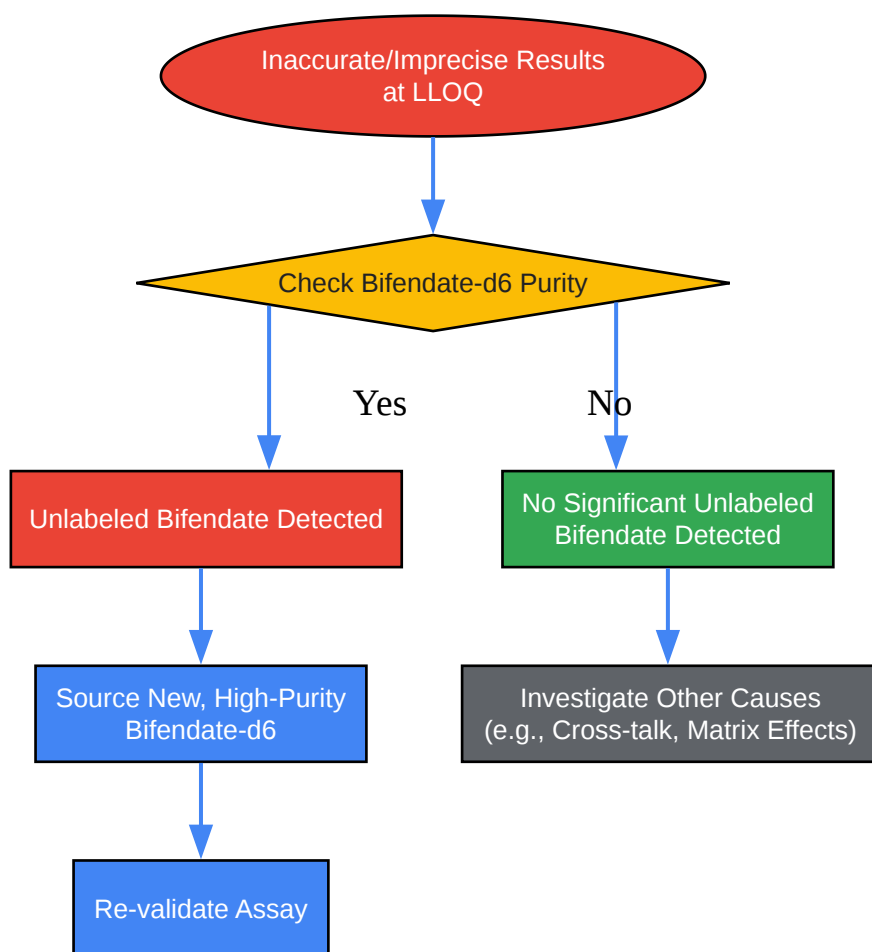 Inaccurate/Imprecise Results
at LLOQ
Check Bifendate-d6 Purity
Yes
No
Unlabeled Bifendate Detected
No Significant Unlabeled
Bifendate Detected
Source New, High-Purity
Bifendate-d6
Investigate Other Causes
(e.g., Cross-talk, Matrix Effects)
Re-validate Assay